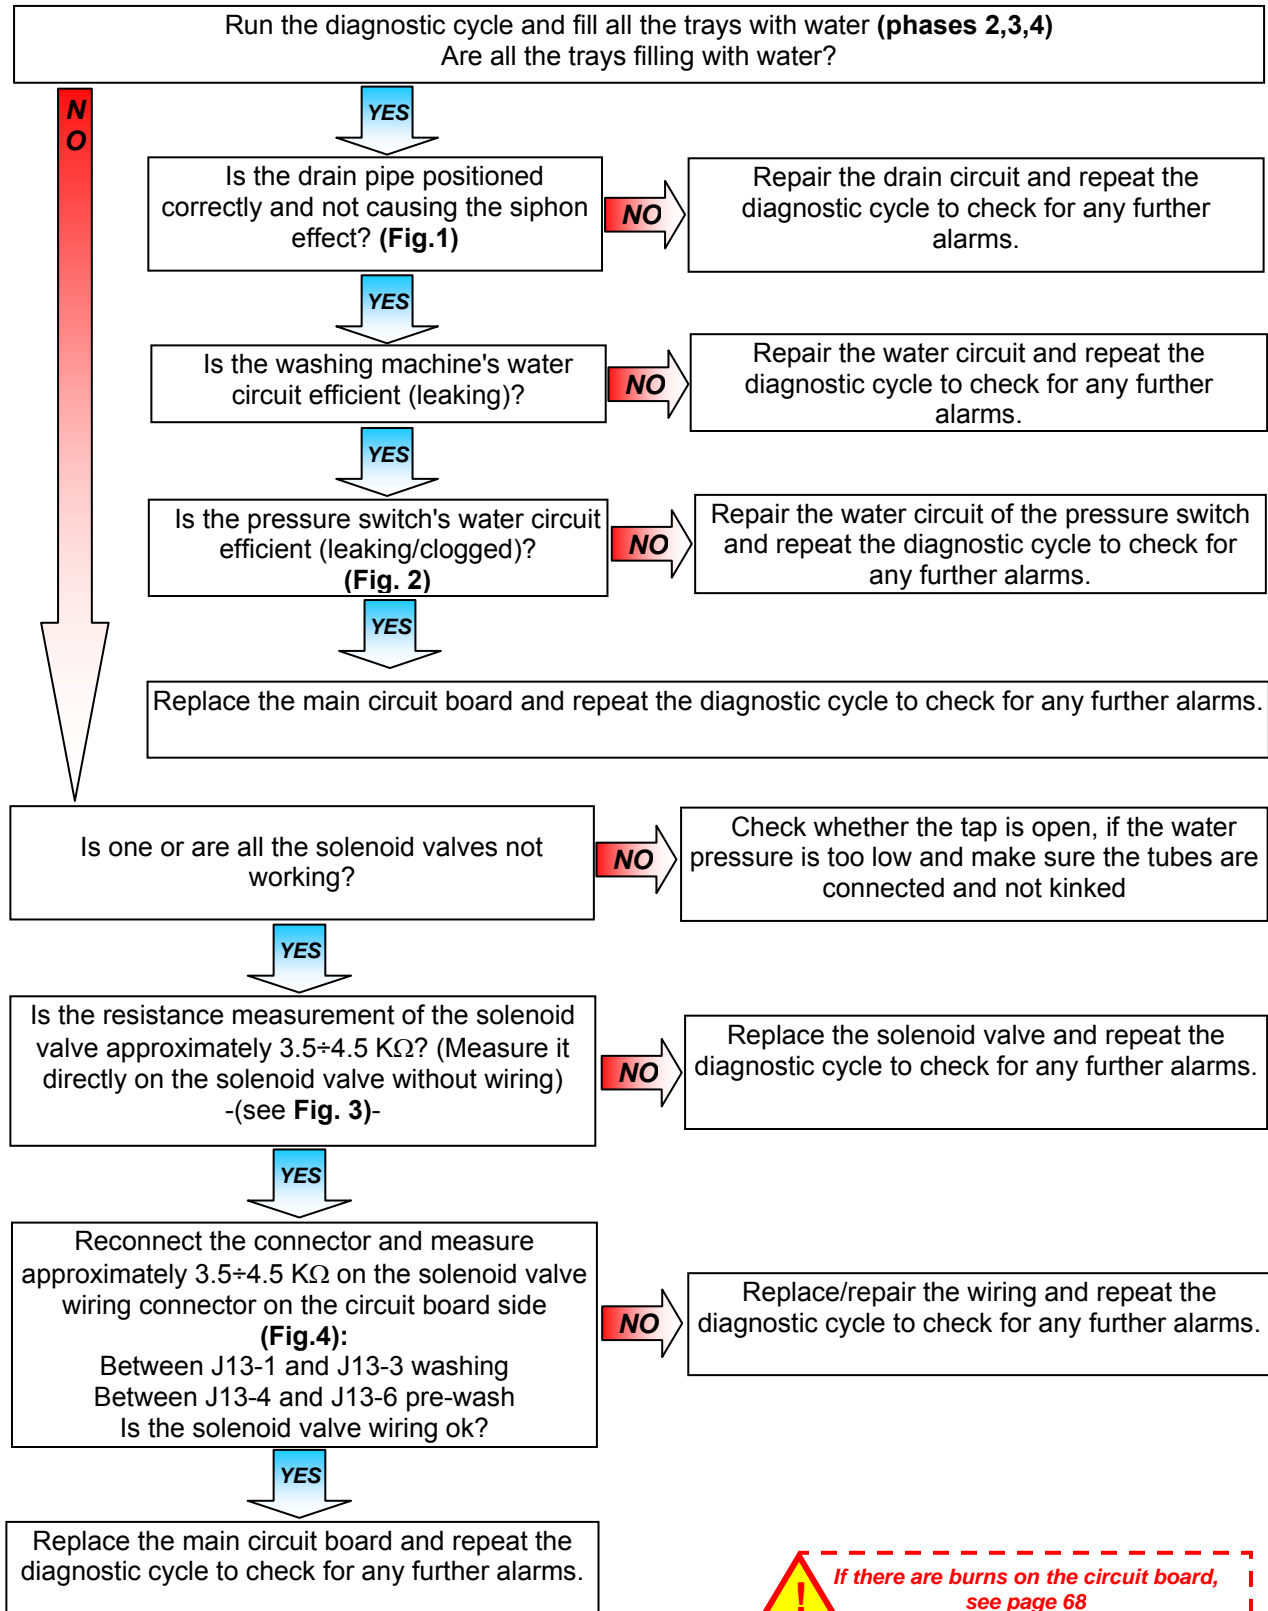 Run the diagnostic cycle and fill all the trays with water (phases 2,3,4)
Are all the trays filling with water?
N
O
YES
Is the drain pipe positioned
correctly and not causing the siphon
effect? (Fig.1)
NO
Repair the drain circuit and repeat the
diagnostic cycle to check for any further
alarms.
YES
Is the washing machine's water
circuit efficient (leaking)?
NO
Repair the water circuit and repeat the
diagnostic cycle to check for any further
alarms.
YES
Is the pressure switch's water circuit
efficient (leaking/clogged)?
(Fig. 2)
NO
Repair the water circuit of the pressure switch
and repeat the diagnostic cycle to check for
any further alarms.
YES
Replace the main circuit board and repeat the diagnostic cycle to check for any further alarms.
Is one or are all the solenoid valves not
working?
NO
Check whether the tap is open, if the water
pressure is too low and make sure the tubes are
connected and not kinked
YES
Is the resistance measurement of the solenoid
valve approximately 3.5÷4.5 KΩ? (Measure it
directly on the solenoid valve without wiring)
-(see Fig. 3)-
NO
Replace the solenoid valve and repeat the
diagnostic cycle to check for any further alarms.
YES
Reconnect the connector and measure
approximately 3.5÷4.5 KΩ on the solenoid valve
wiring connector on the circuit board side
(Fig.4):
Between J13-1 and J13-3 washing
Between J13-4 and J13-6 pre-wash
Is the solenoid valve wiring ok?
NO
Replace/repair the wiring and repeat the
diagnostic cycle to check for any further alarms.
YES
Replace the main circuit board and repeat the
diagnostic cycle to check for any further alarms.
!
If there are burns on the circuit board,
see page 68